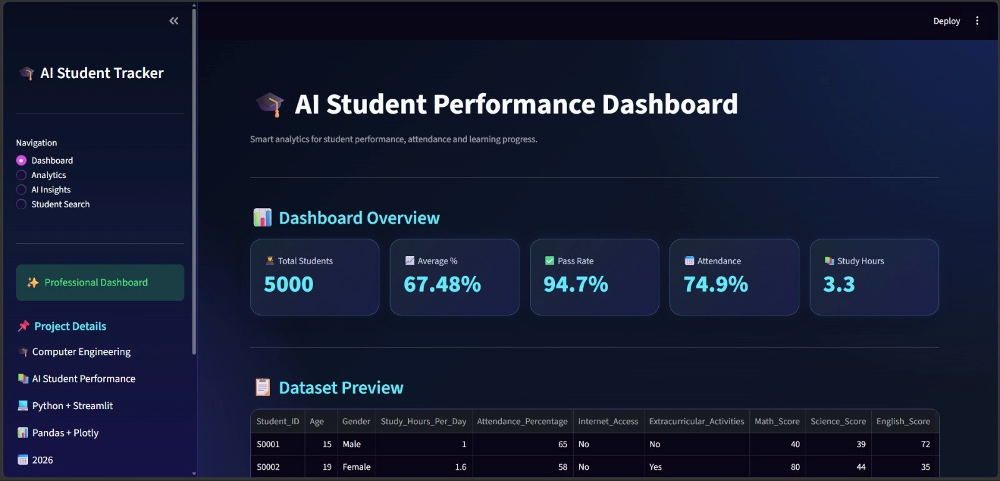 Deploy
AI Student Tracker
Navigation
Dashboard
Analytics
AI Insights
Student Search
Professional Dashboard
Project Details
Computer Engineering
AI Student Performance
Python + Streamlit
Pandas + Plotly
2026
AI Student Performance Dashboard
Smart analytics for student performance, attendance and learning progress.
Dashboard Overview
Total Students
5000
Average %
67.48%
Pass Rate
94.7%
Attendance
74.9%
Study Hours
3.3
Dataset Preview
Student_ID Age Gender Study_Hours_Per_Day Attendance_Percentage Internet_Access Extracurricular_Activities Math_Score Science_Score English_Score
S0001 15 Male 1 65 No No 40 39 72
S0002 19 Female 1.6 58 No Yes 80 44 35